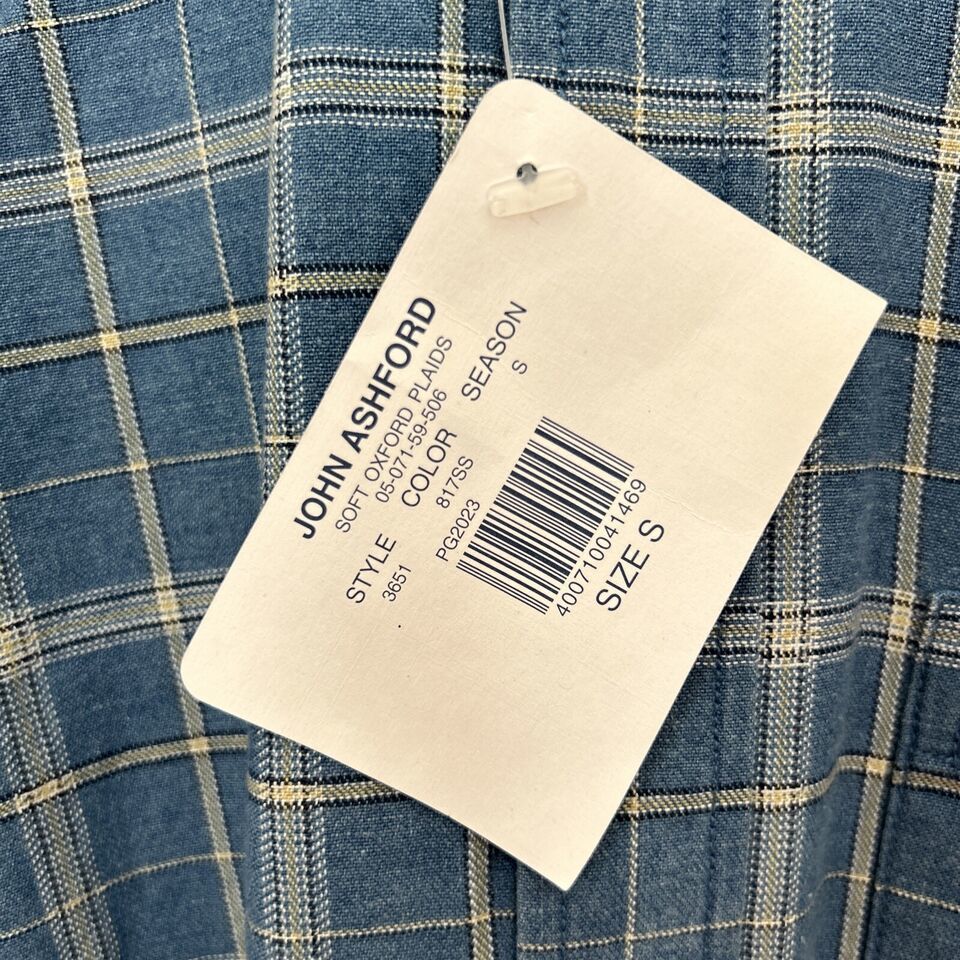 JOHN ASHFORD
SOFT OXFORD PLAIDS
05-071-59-506
STYLE COLOR SEASON
3651 817SS S
PG2023
400710041469
SIZE S